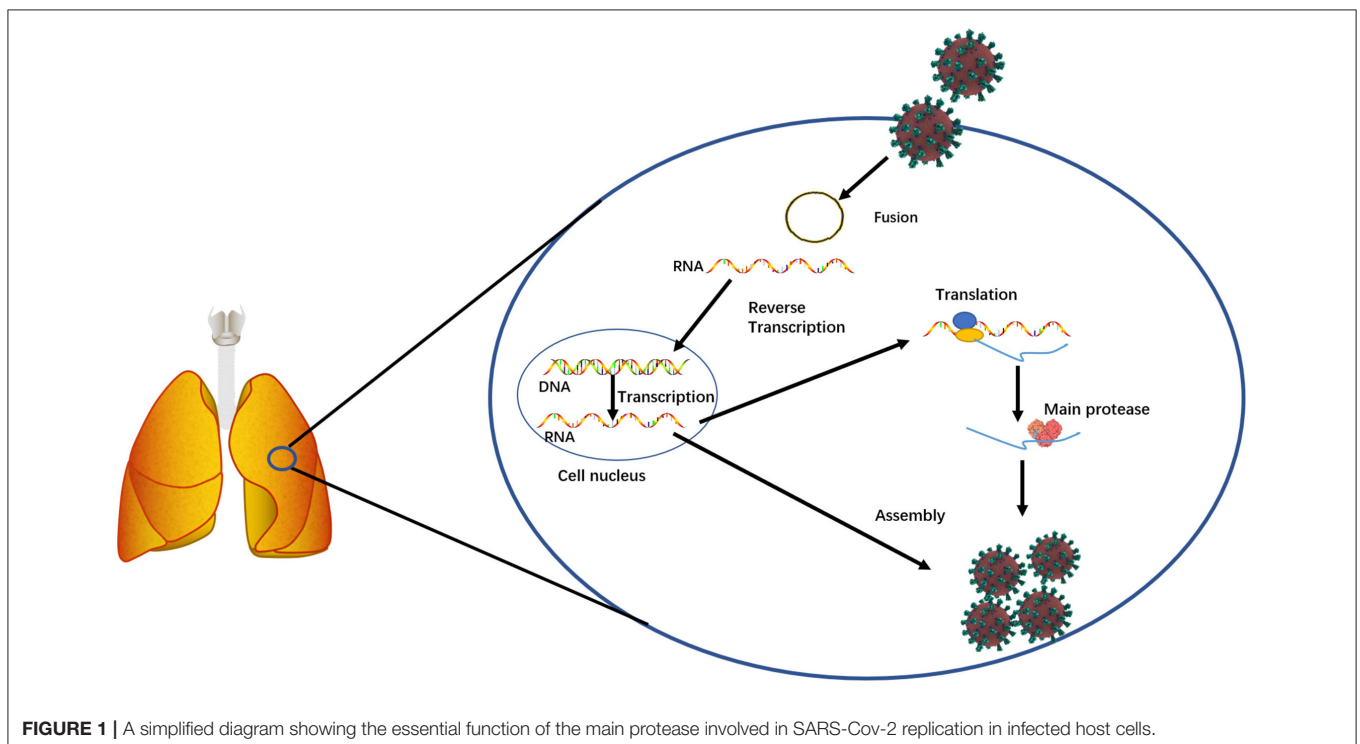 Fusion
RNA
Reverse
Transcription
Translation
DNA
Transcription
RNA
Main protease
Cell nucleus
Assembly
FIGURE 1 | A simplified diagram showing the essential function of the main protease involved in SARS-Cov-2 replication in infected host cells.